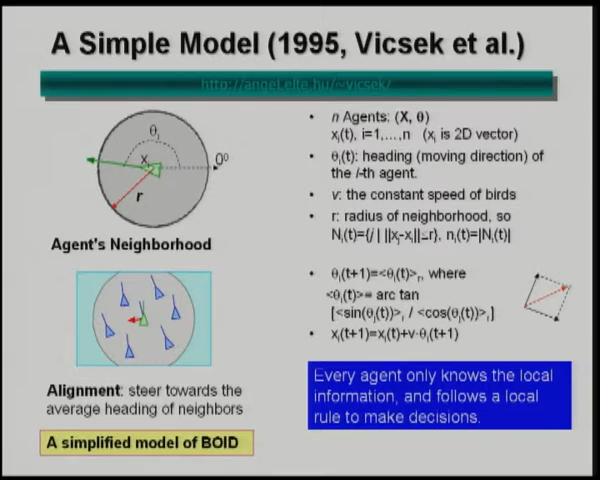 A Simple Model (1995, Vicsek et al.)
http://angel.elte.hu/~vicsek/
θᵢ
xᵢ
0⁰
r
Agent's Neighborhood
Alignment: steer towards the
average heading of neighbors
A simplified model of BOID
• n Agents: (X, θ)
xᵢ(t), i=1,...,n (xᵢ is 2D vector)
• θᵢ(t): heading (moving direction) of
the i-th agent.
• v: the constant speed of birds
• r: radius of neighborhood, so
Nᵢ(t)={j | ||xⱼ-xᵢ||≤r}, nᵢ(t)=|Nᵢ(t)|
• θᵢ(t+1)=<θᵢ(t)>ᵣ, where
<θᵢ(t)>= arc tan
[<sin(θᵢ(t))>ᵣ / <cos(θᵢ(t))>ᵣ]
• xᵢ(t+1)=xᵢ(t)+v·θᵢ(t+1)
Every agent only knows the local
information, and follows a local
rule to make decisions.